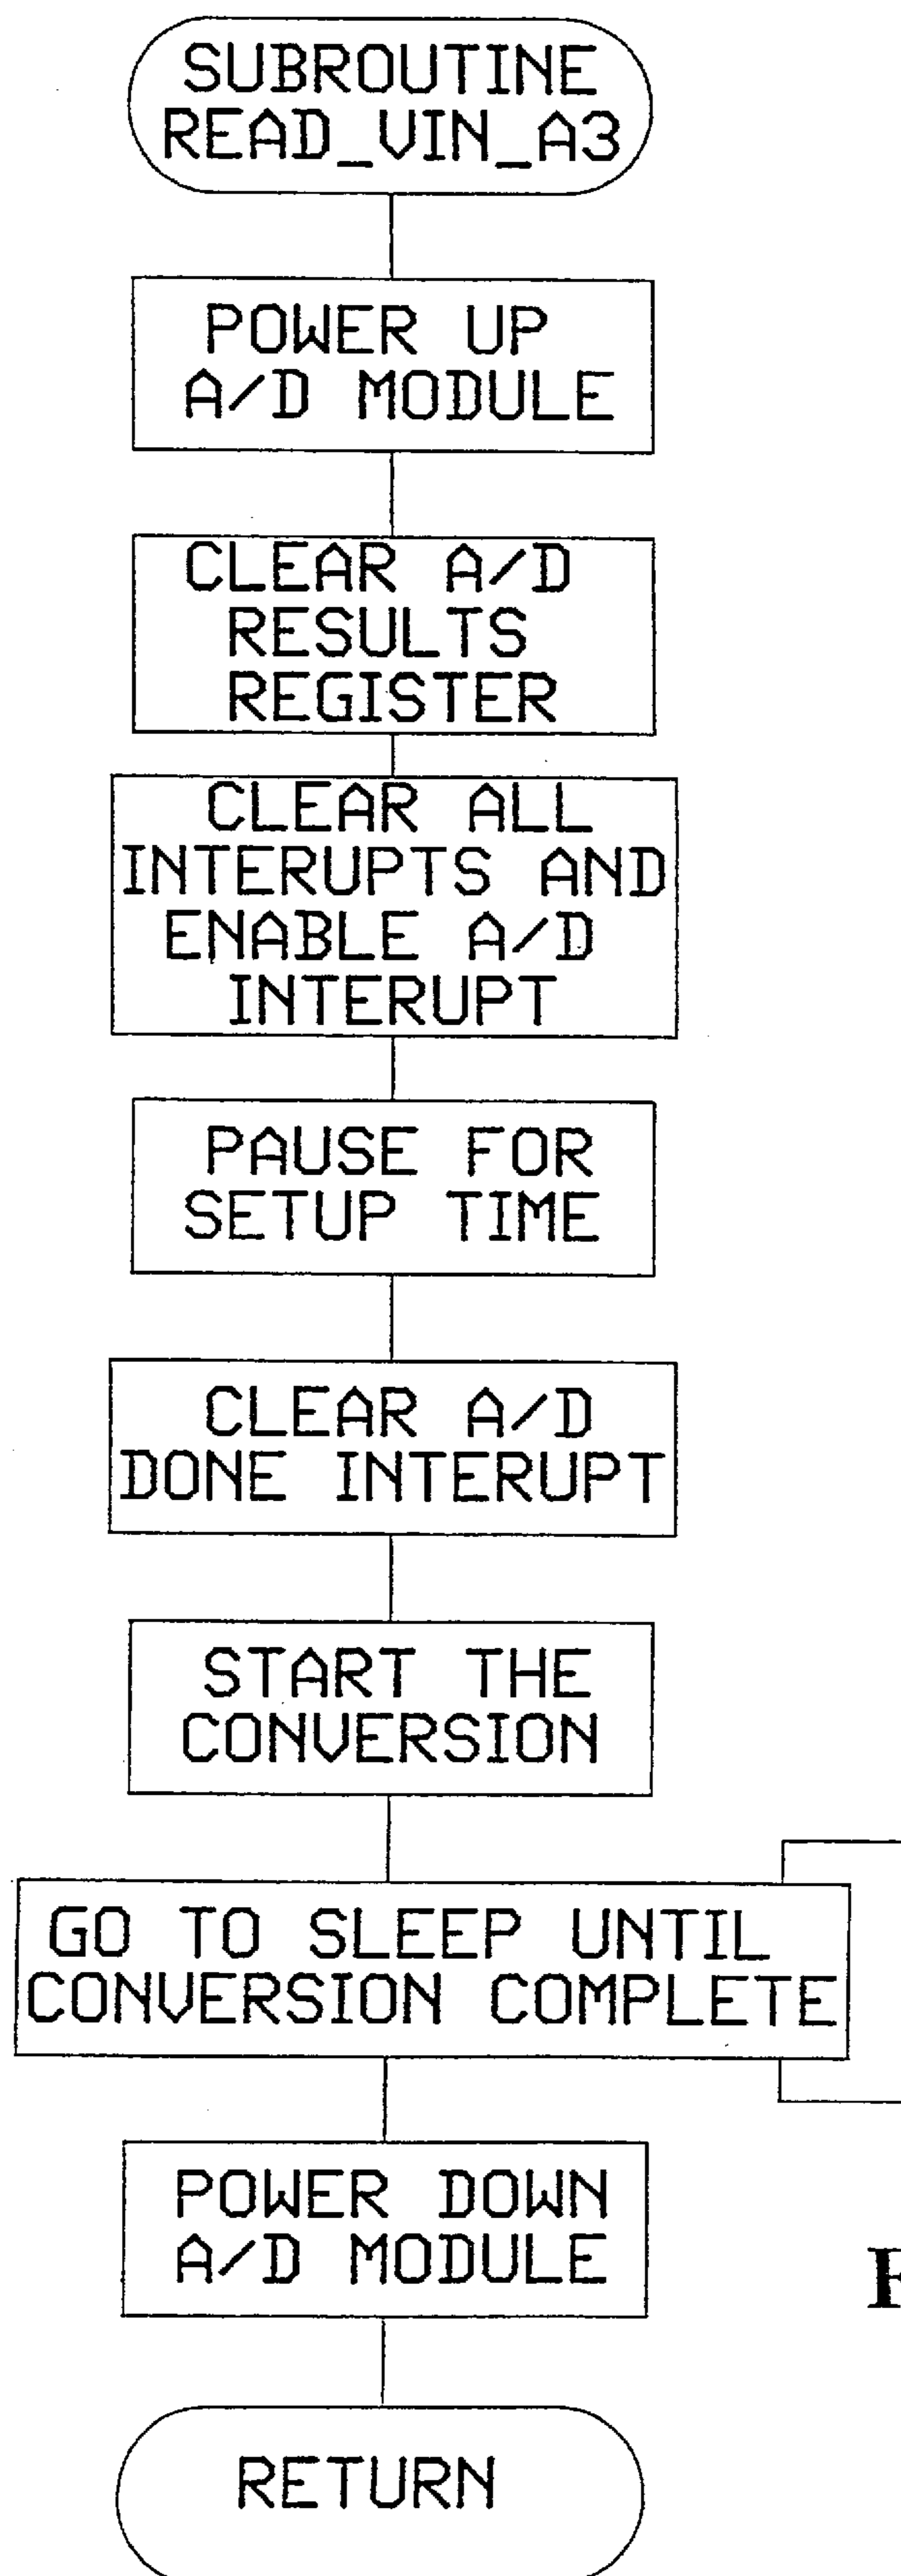 SUBROUTINE
READ_VIN_A3
POWER UP
A/D MODULE
CLEAR A/D
RESULTS
REGISTER
CLEAR ALL
INTERUPTS AND
ENABLE A/D
INTERUPT
PAUSE FOR
SETUP TIME
CLEAR A/D
DONE INTERUPT
START THE
CONVERSION
GO TO SLEEP UNTIL
CONVERSION COMPLETE
POWER DOWN
A/D MODULE
RETURN